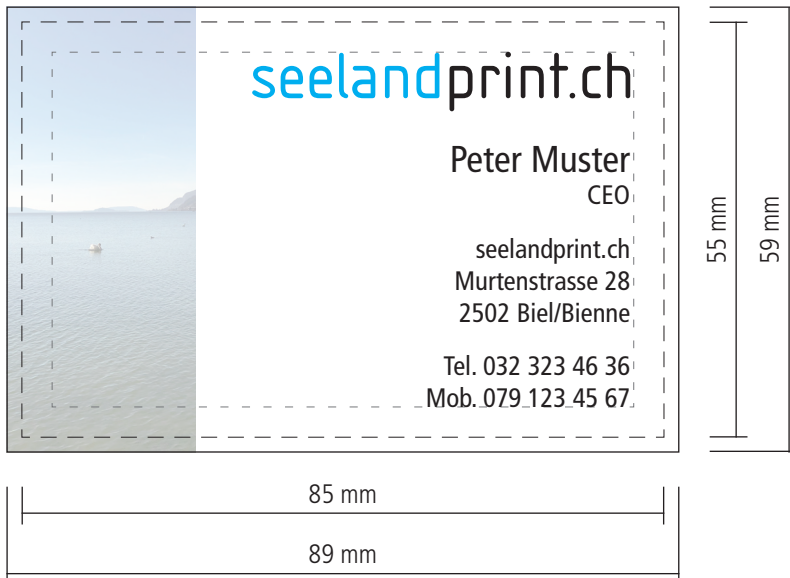 seelandprint.ch
Peter Muster
CEO
seelandprint.ch
Murtenstrasse 28
2502 Biel/Bienne
Tel. 032 323 46 36
Mob. 079 123 45 67
55 mm
59 mm
85 mm
89 mm